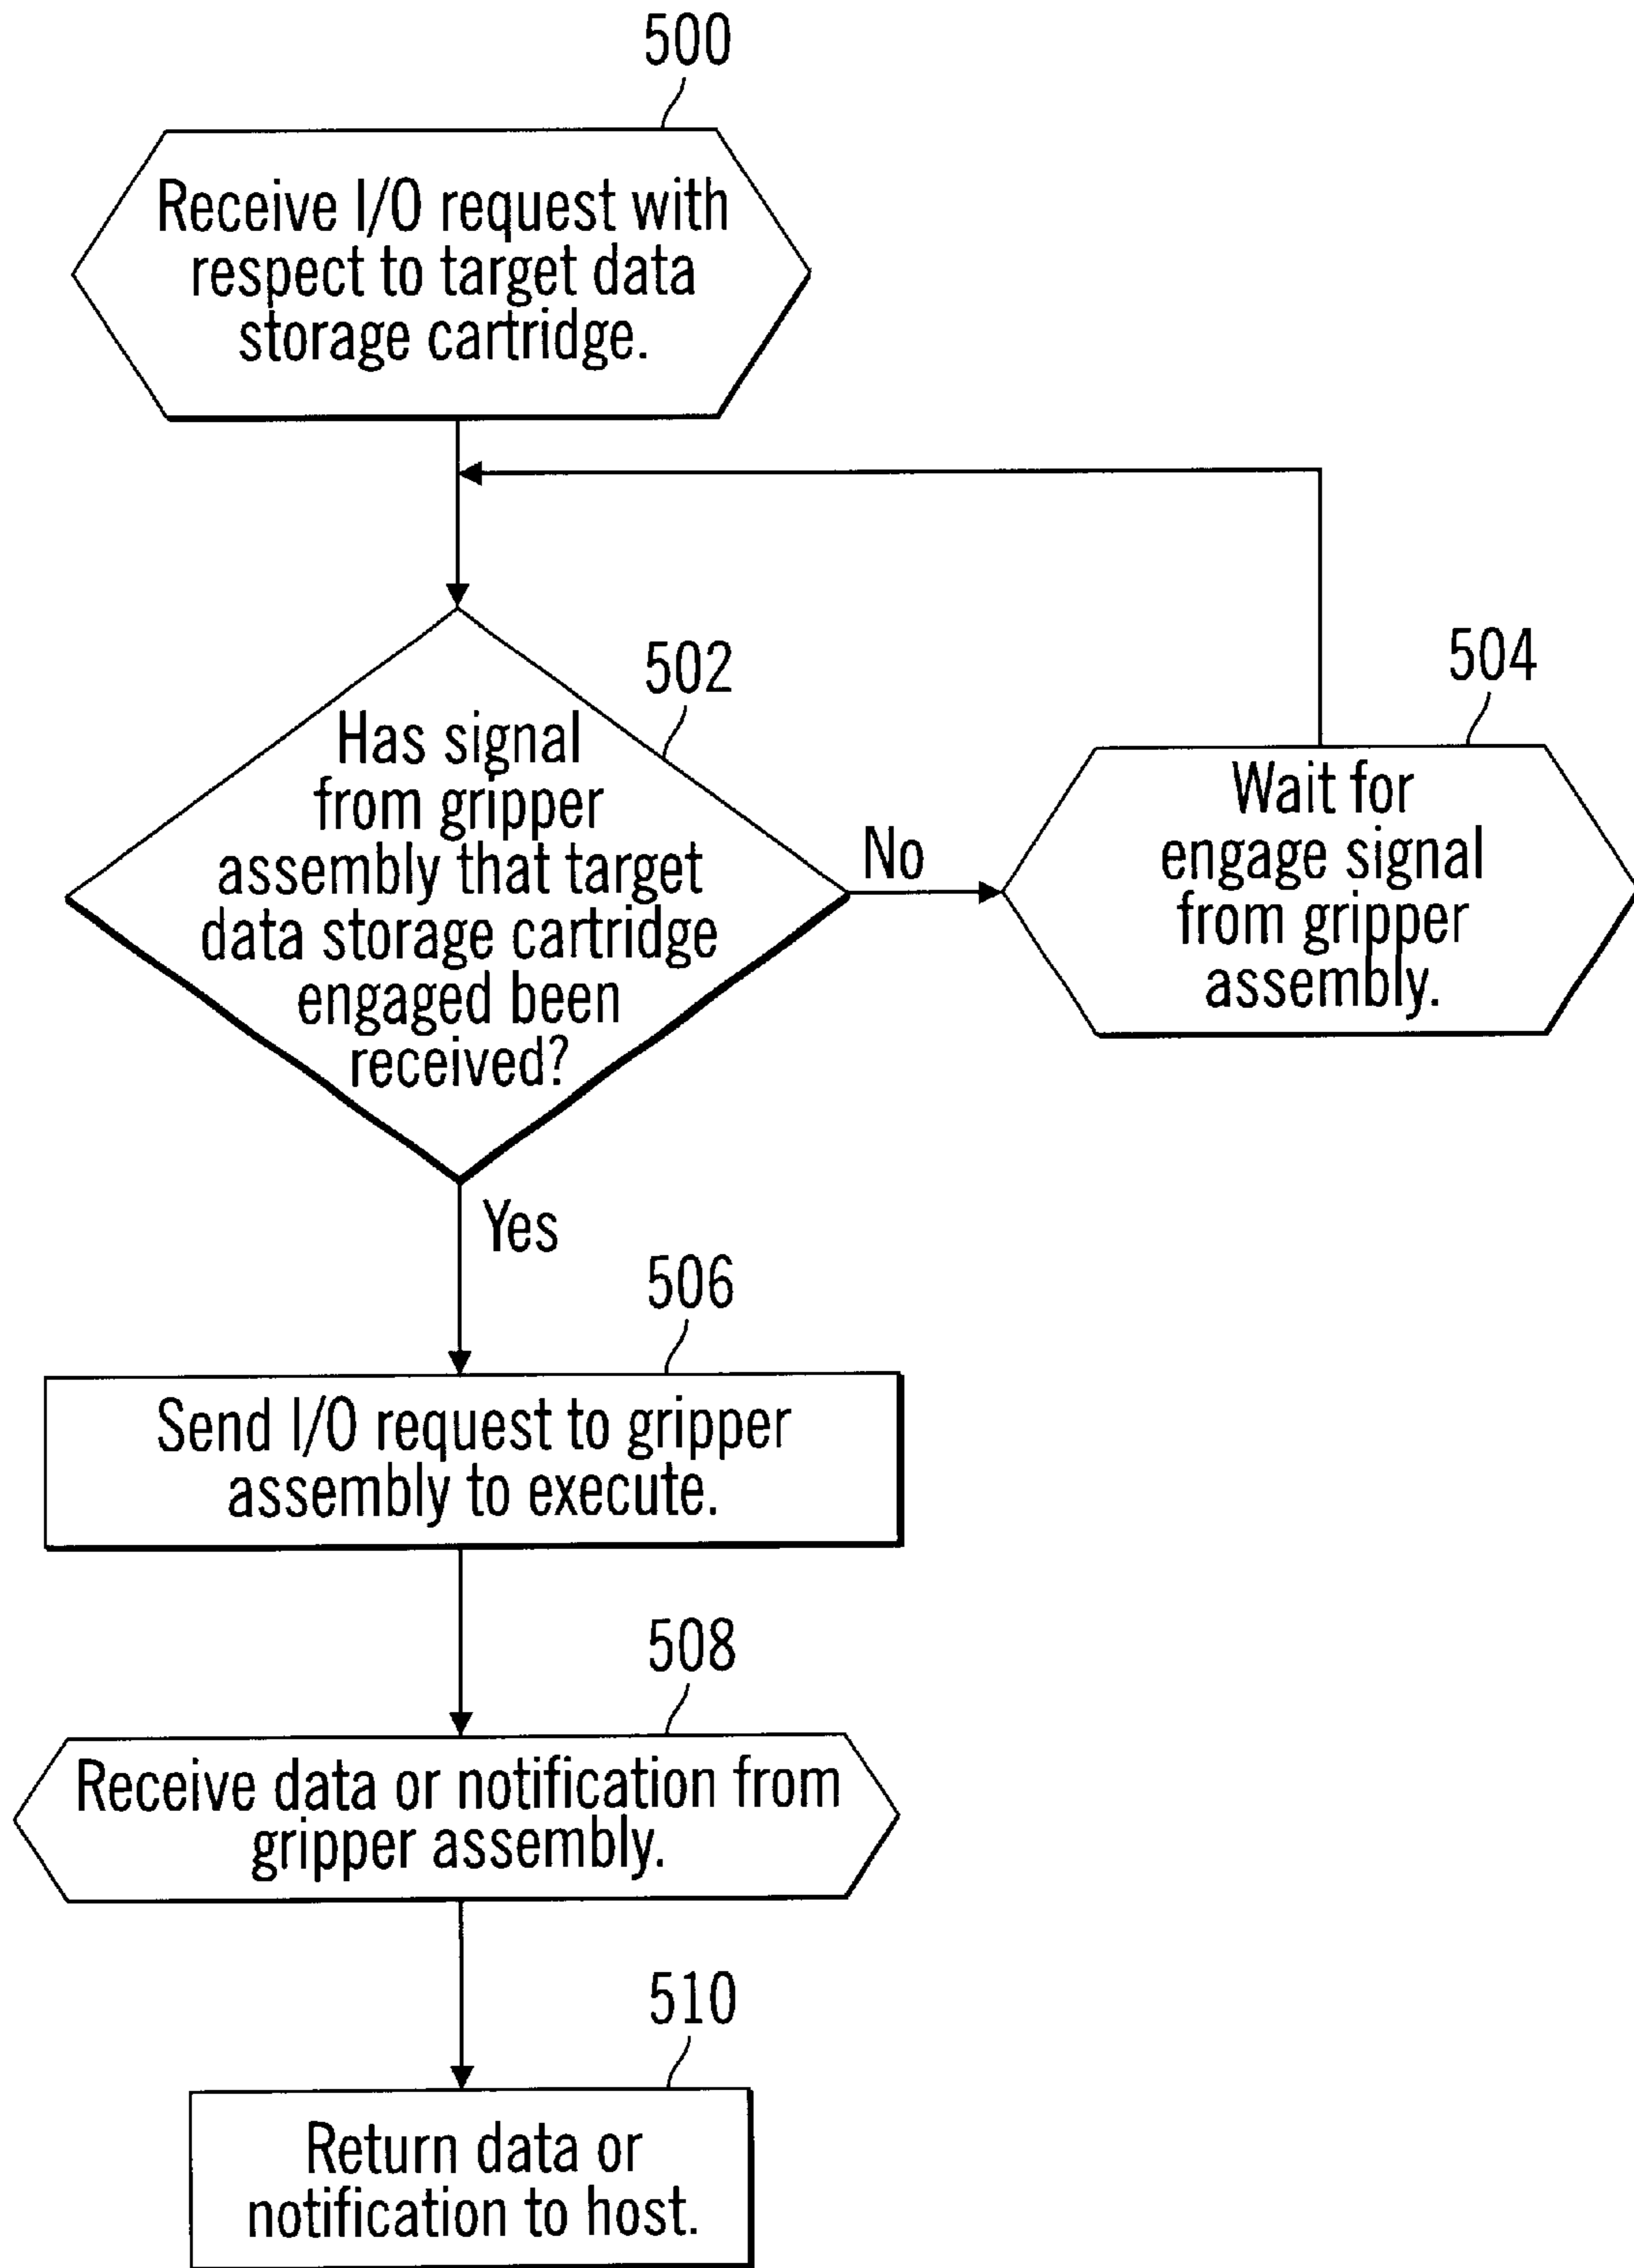 500
Receive I/O request with
respect to target data
storage cartridge.
502
Has signal
from gripper
assembly that target
data storage cartridge
engaged been
received?
No
504
Wait for
engage signal
from gripper
assembly.
Yes
506
Send I/O request to gripper
assembly to execute.
508
Receive data or notification from
gripper assembly.
510
Return data or
notification to host.